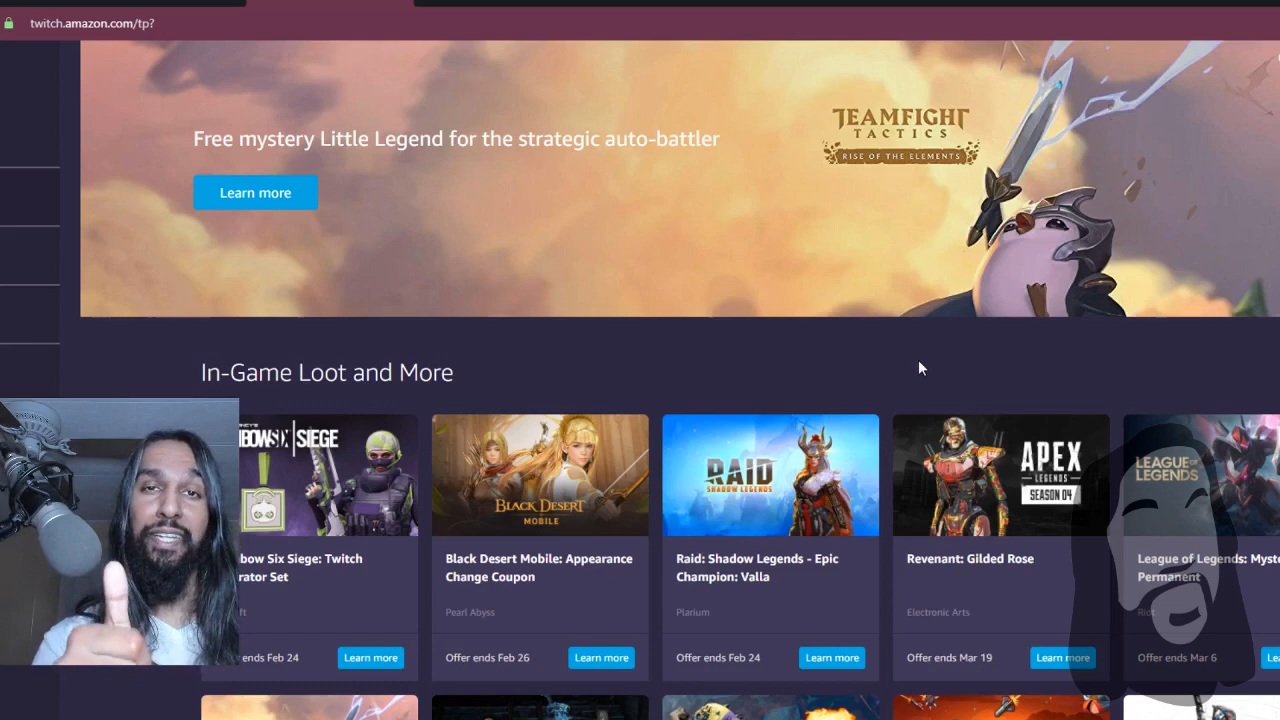 twitch.amazon.com/tp?
Free mystery Little Legend for the strategic auto-battler
Learn more
TEAMFIGHT
TACTICS
RISE OF THE ELEMENTS
In-Game Loot and More
SIEGE
BLACK DESERT
MOBILE
RAID
SHADOW LEGENDS
APEX
LEGENDS
SEASON 04
LEAGUE OF
LEGENDS
bow Six Siege: Twitch
rator Set
ft
ends Feb 24
Learn more
Black Desert Mobile: Appearance
Change Coupon
Pearl Abyss
Offer ends Feb 26
Learn more
Raid: Shadow Legends - Epic
Champion: Valla
Plarium
Offer ends Feb 24
Learn more
Revenant: Gilded Rose
Electronic Arts
Offer ends Mar 19
Learn more
League of Legends: Myst
Permanent
Riot
Offer ends Mar 6
Le